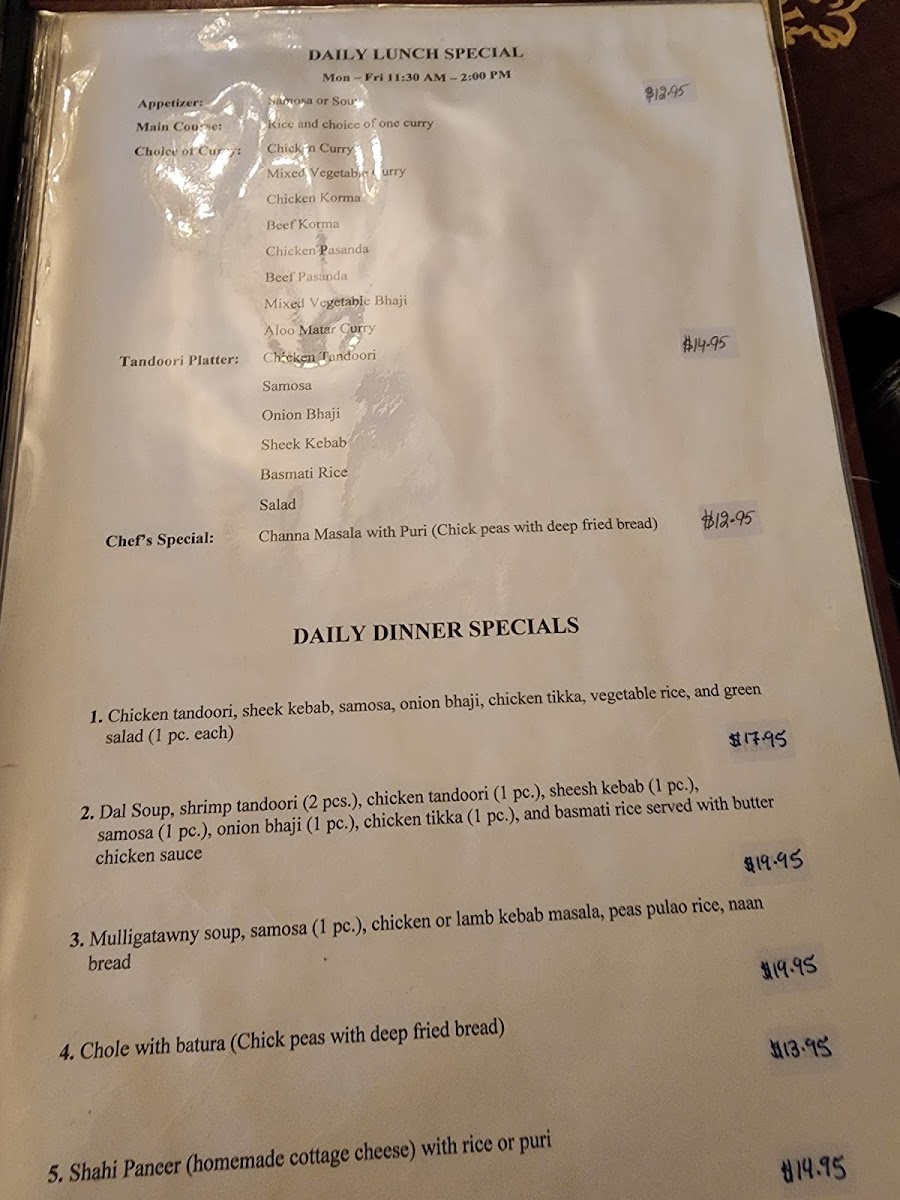 DAILY LUNCH SPECIAL
Mon – Fri 11:30 AM – 2:00 PM
Appetizer: Samosa or Soup $12.95
Main Course: Rice and choice of one curry
Choice of Curry: Chicken Curry
Mixed Vegetable Curry
Chicken Korma
Beef Korma
Chicken Pasanda
Beef Pasanda
Mixed Vegetable Bhaji
Aloo Matar Curry
Tandoori Platter: Chicken Tandoori $14.95
Samosa
Onion Bhaji
Sheek Kebab
Basmati Rice
Salad
Chef's Special: Channa Masala with Puri (Chick peas with deep fried bread) $12.95
DAILY DINNER SPECIALS
1. Chicken tandoori, sheek kebab, samosa, onion bhaji, chicken tikka, vegetable rice, and green
salad (1 pc. each)
$17.95
2. Dal Soup, shrimp tandoori (2 pcs.), chicken tandoori (1 pc.), sheesh kebab (1 pc.),
samosa (1 pc.), onion bhaji (1 pc.), chicken tikka (1 pc.), and basmati rice served with butter
chicken sauce
$19.95
3. Mulligatawny soup, samosa (1 pc.), chicken or lamb kebab masala, peas pulao rice, naan
bread
$19.95
4. Chole with batura (Chick peas with deep fried bread)
$13.95
5. Shahi Paneer (homemade cottage cheese) with rice or puri
$14.95